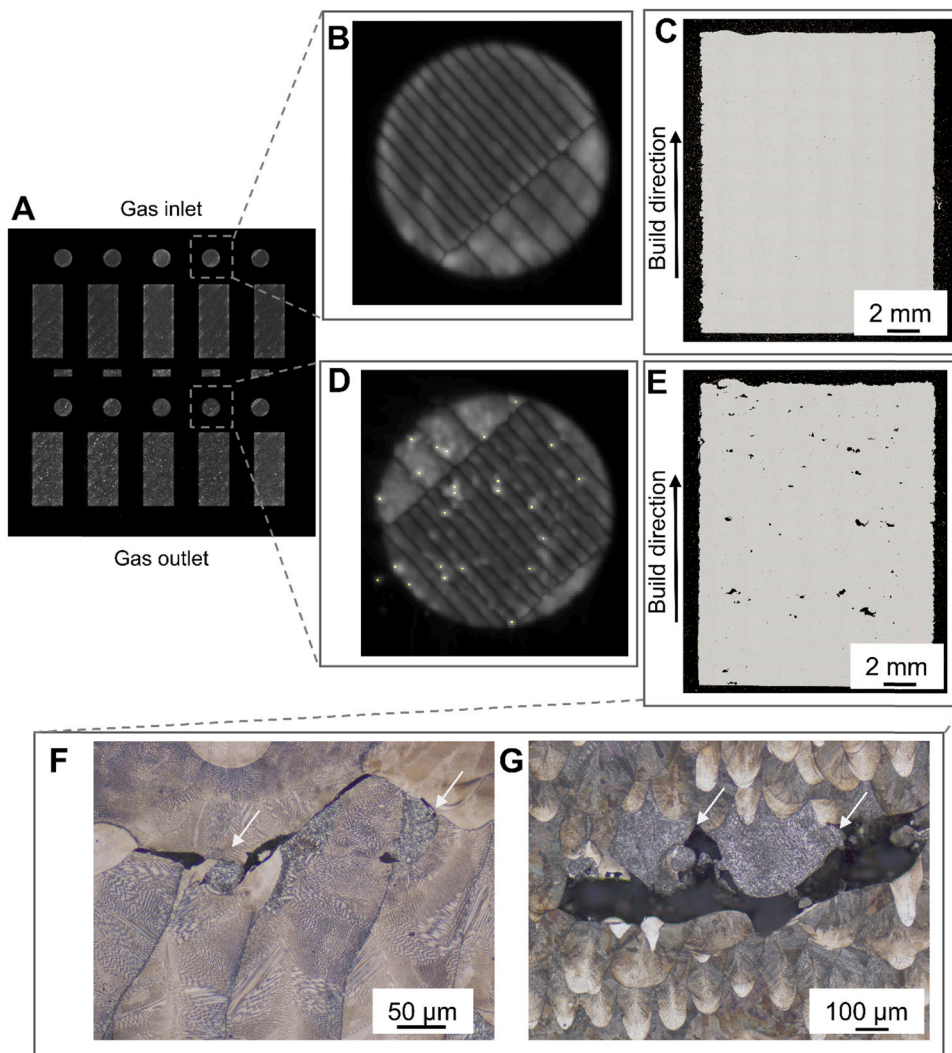 A
Gas inlet
Gas outlet
B
C
Build direction
2 mm
D
E
Build direction
2 mm
F
50 µm
G
100 µm